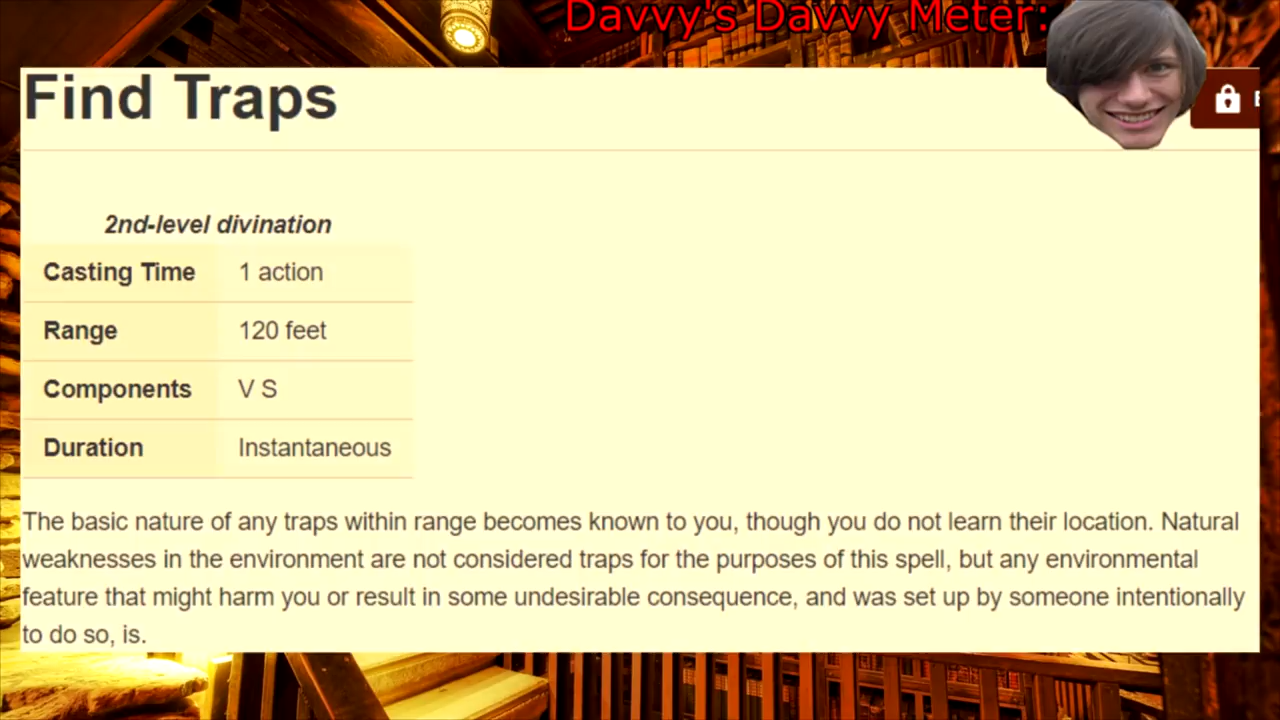 Davvy's Davvy Meter:
Find Traps
2nd-level divination
Casting Time 1 action
Range 120 feet
Components V S
Duration Instantaneous
The basic nature of any traps within range becomes known to you, though you do not learn their location. Natural
weaknesses in the environment are not considered traps for the purposes of this spell, but any environmental
feature that might harm you or result in some undesirable consequence, and was set up by someone intentionally
to do so, is.